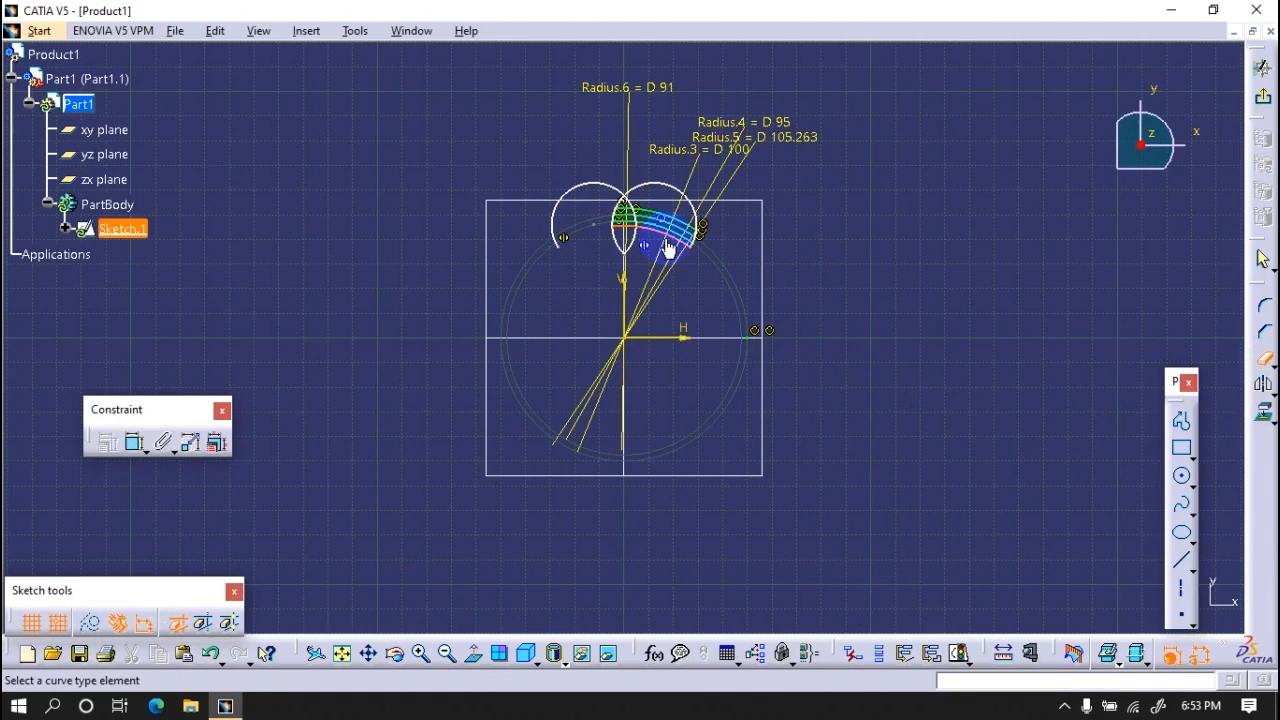 CATIA V5 - [Product1]
Start ENOVIA V5 VPM File Edit View Insert Tools Window Help
Product1
Part1 (Part1.1)
Part1
xy plane
yz plane
zx plane
PartBody
Sketch.1
Applications
Radius.6 = D 91
Radius.4 = D 95
Radius.5 = D 105.263
Radius.3 = D 100
y
z
x
V
H
Constraint
P
Sketch tools
y
x
f(x)
CATIA
Select a curve type element
6:53 PM